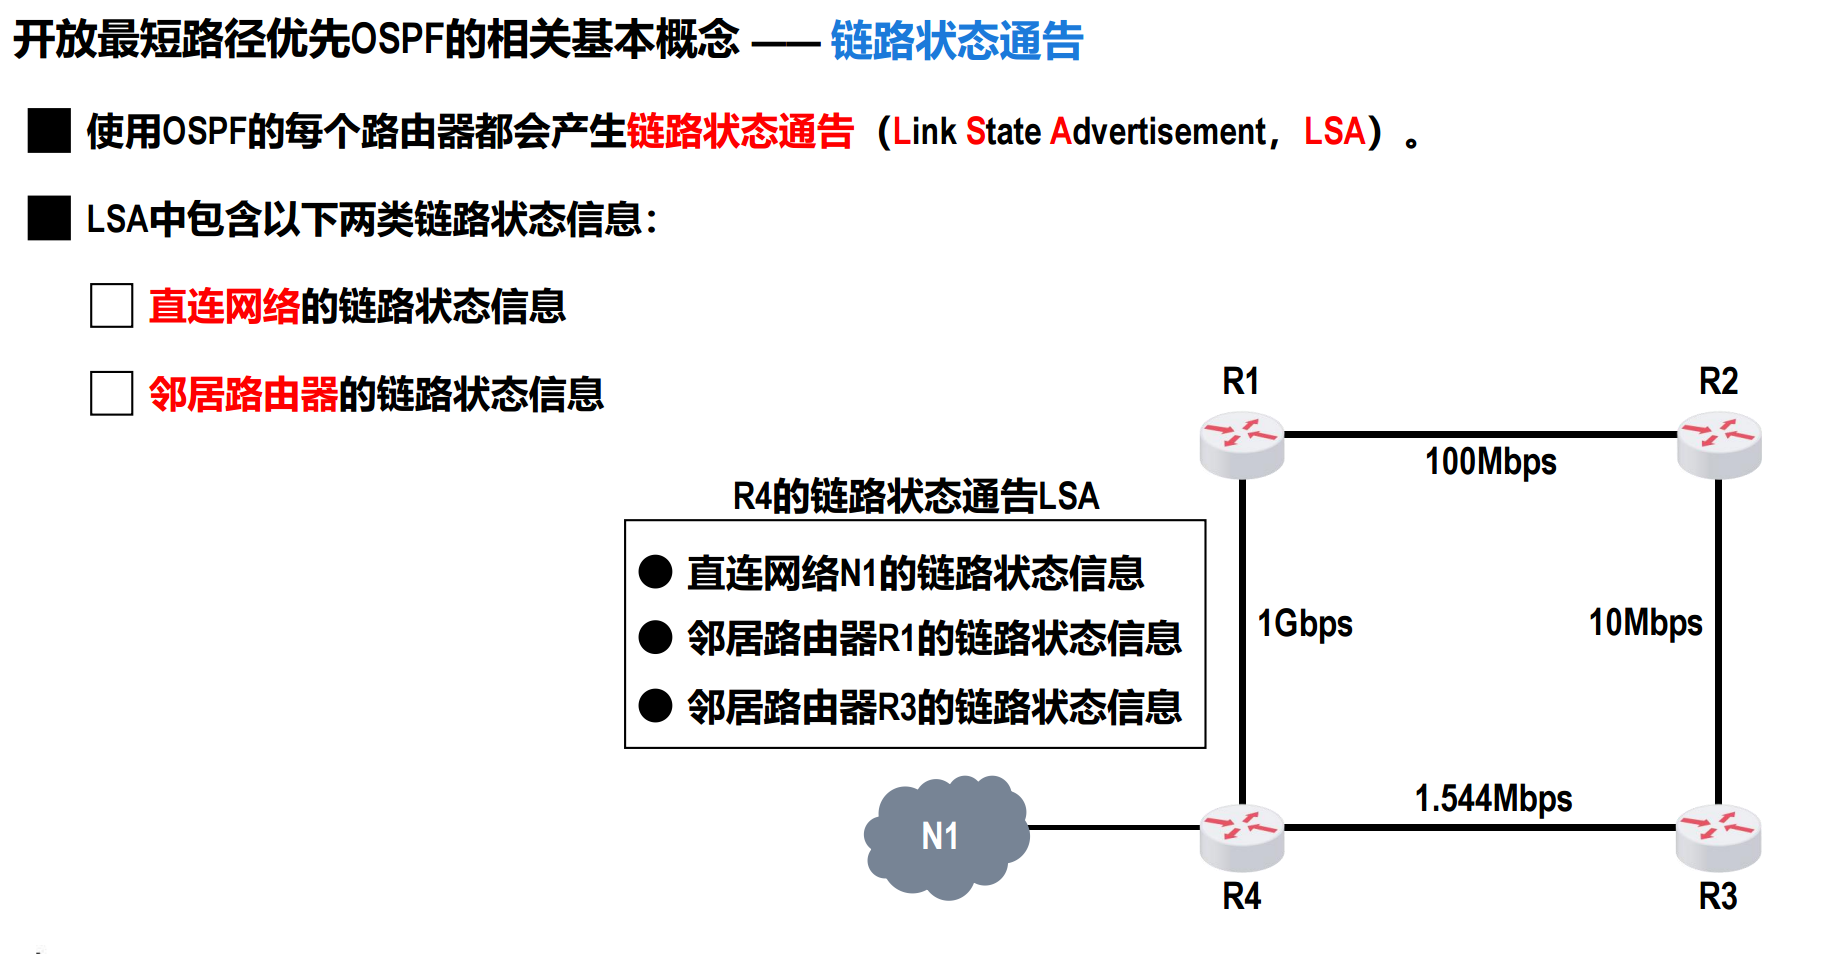 开放最短路径优先OSPF的相关基本概念 —— 链路状态通告
使用OSPF的每个路由器都会产生链路状态通告（Link State Advertisement，LSA）。
LSA中包含以下两类链路状态信息：
直连网络的链路状态信息
邻居路由器的链路状态信息
R4的链路状态通告LSA
直连网络N1的链路状态信息
邻居路由器R1的链路状态信息
邻居路由器R3的链路状态信息
R1
R2
100Mbps
1Gbps
10Mbps
1.544Mbps
N1
R4
R3